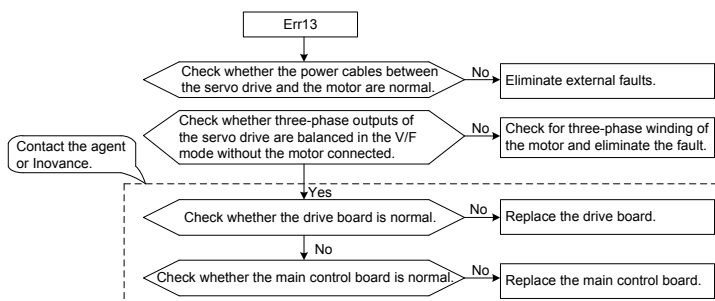 Err13
Check whether the power cables between
the servo drive and the motor are normal.
No
Eliminate external faults.
Check whether three-phase outputs of
the servo drive are balanced in the V/F
mode without the motor connected.
No
Check for three-phase winding of
the motor and eliminate the fault.
Contact the agent
or Inovance.
Yes
Check whether the drive board is normal.
No
Replace the drive board.
No
Check whether the main control board is normal.
No
Replace the main control board.